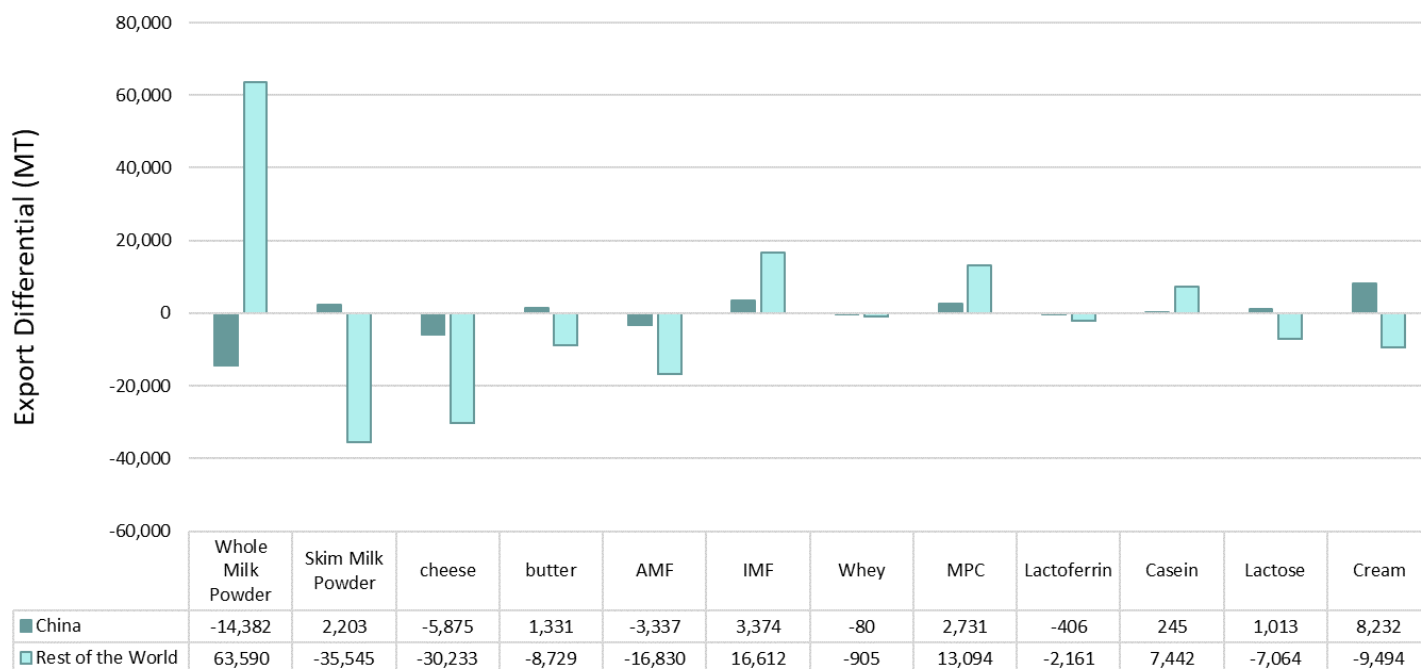 80,000
60,000
40,000
20,000
0
-20,000
-40,000
-60,000
Export Differential (MT)
Whole Milk Powder
Skim Milk Powder
cheese
butter
AMF
IMF
Whey
MPC
Lactoferrin
Casein
Lactose
Cream
China -14,382 2,203 -5,875 1,331 -3,337 3,374 -80 2,731 -406 245 1,013 8,232
Rest of the World 63,590 -35,545 -30,233 -8,729 -16,830 16,612 -905 13,094 -2,161 7,442 -7,064 -9,494